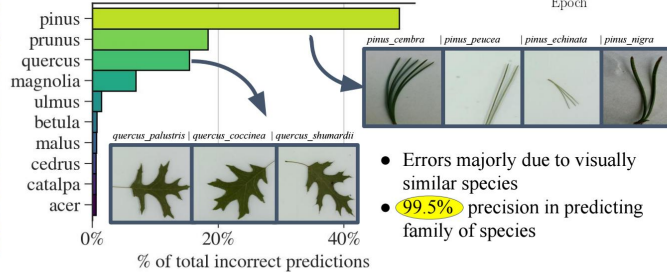 Epoch
pinus
prunus
quercus
magnolia
ulmus
betula
malus
cedrus
catalpa
acer
0% 20% 40%
% of total incorrect predictions
pinus_cembra | pinus_peucea | pinus_echinata | pinus_nigra
quercus_palustris | quercus_coccinea | quercus_shumardii
● Errors majorly due to visually
similar species
● 99.5% precision in predicting
family of species